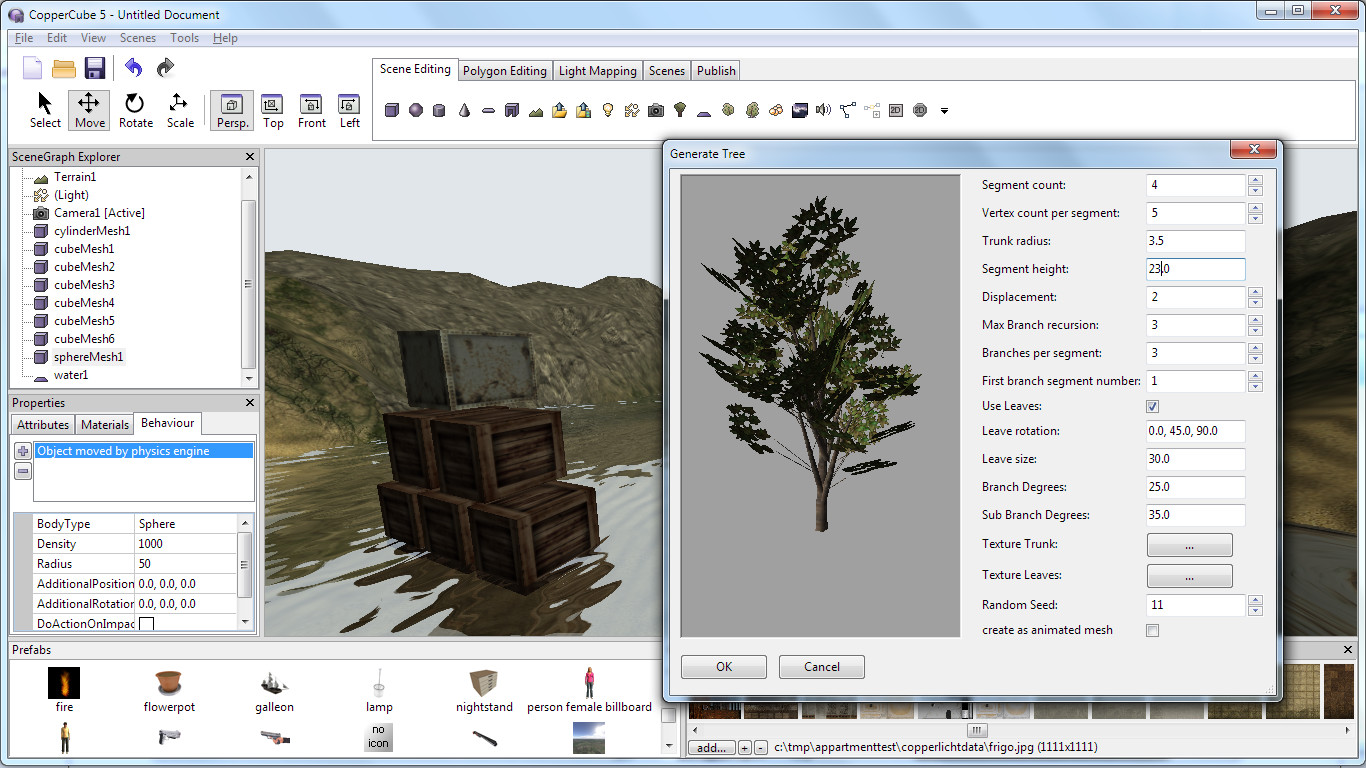 CopperCube 5 - Untitled Document
File Edit View Scenes Tools Help
Scene Editing Polygon Editing Light Mapping Scenes Publish
Select Move Rotate Scale Persp. Top Front Left
2D
SceneGraph Explorer
Terrain1
(Light)
Camera1 [Active]
cylinderMesh1
cubeMesh1
cubeMesh2
cubeMesh3
cubeMesh4
cubeMesh5
cubeMesh6
sphereMesh1
water1
Properties
Attributes Materials Behaviour
Object moved by physics engine
BodyType Sphere
Density 1000
Radius 50
AdditionalPosition 0.0, 0.0, 0.0
AdditionalRotation 0.0, 0.0, 0.0
DoActionOnImpac
Generate Tree
Segment count: 4
Vertex count per segment: 5
Trunk radius: 3.5
Segment height: 23.0
Displacement: 2
Max Branch recursion: 3
Branches per segment: 3
First branch segment number: 1
Use Leaves:
Leave rotation: 0.0, 45.0, 90.0
Leave size: 30.0
Branch Degrees: 25.0
Sub Branch Degrees: 35.0
Texture Trunk: ...
Texture Leaves: ...
Random Seed: 11
create as animated mesh
OK Cancel
Prefabs
fire flowerpot galleon lamp nightstand person female billboard
no
icon
add... + - c:\tmp\appartmenttest\copperlichtdata\frigo.jpg (1111x1111)